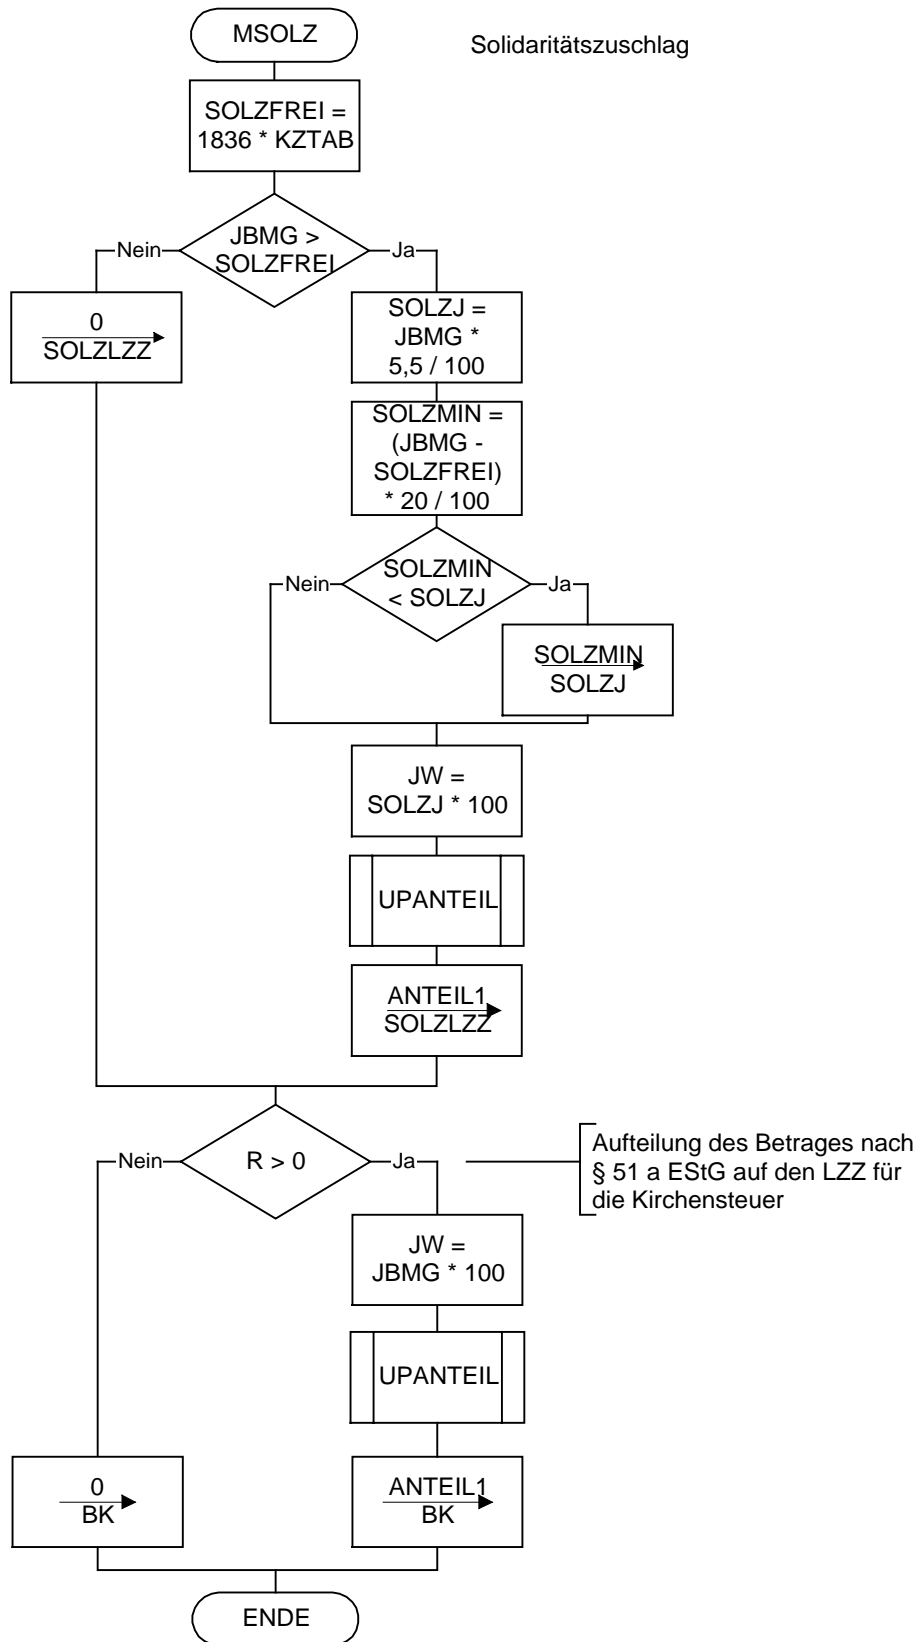 MSOLZ
Solidaritätszuschlag
SOLZFREI =
1836 * KZTAB
JBMG >
SOLZFREI
Nein
Ja
0
SOLZLZZ
SOLZJ =
JBMG *
5,5 / 100
SOLZMIN =
(JBMG -
SOLZFREI)
* 20 / 100
SOLZMIN
< SOLZJ
Nein
Ja
SOLZMIN
SOLZJ
JW =
SOLZJ * 100
UPANTEIL
ANTEIL1
SOLZLZZ
R > 0
Nein
Ja
Aufteilung des Betrages nach
§ 51 a EStG auf den LZZ für
die Kirchensteuer
JW =
JBMG * 100
UPANTEIL
0
BK
ANTEIL1
BK
ENDE